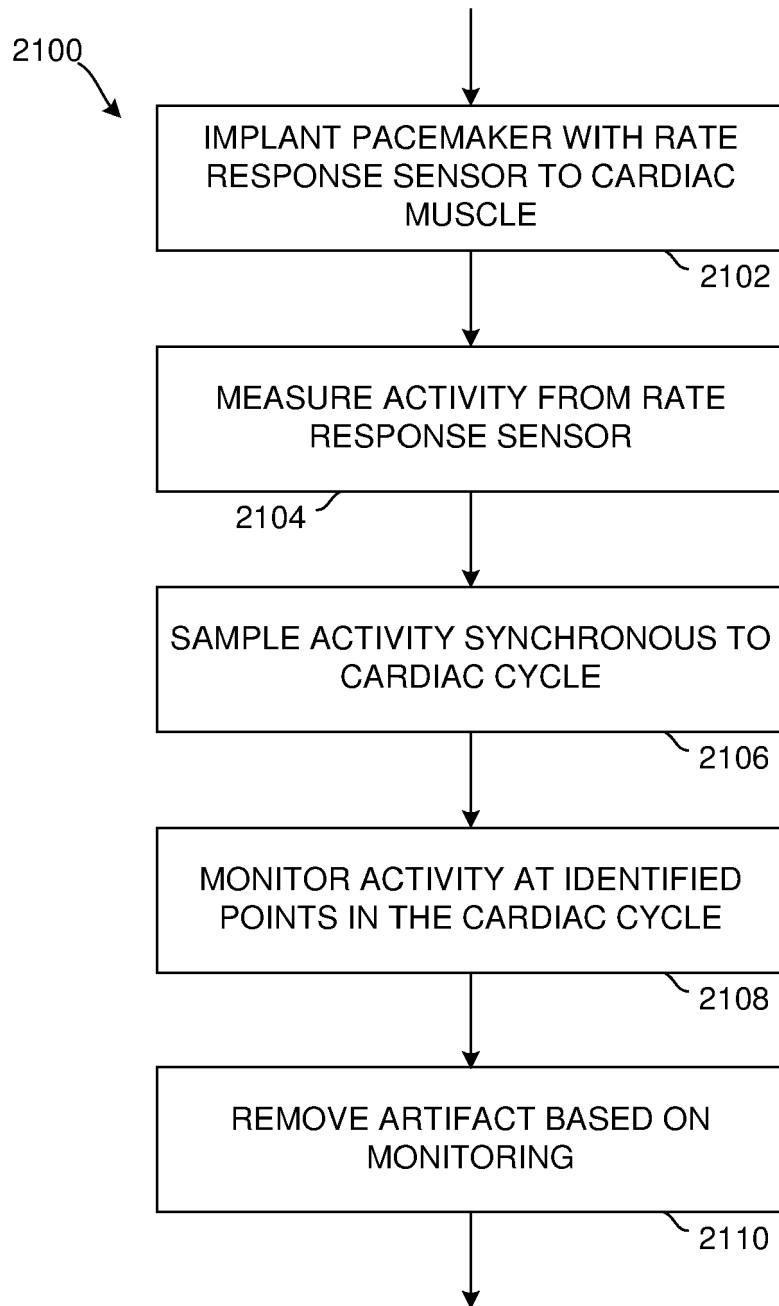 2100
IMPLANT PACEMAKER WITH RATE
RESPONSE SENSOR TO CARDIAC
MUSCLE
2102
MEASURE ACTIVITY FROM RATE
RESPONSE SENSOR
2104
SAMPLE ACTIVITY SYNCHRONOUS TO
CARDIAC CYCLE
2106
MONITOR ACTIVITY AT IDENTIFIED
POINTS IN THE CARDIAC CYCLE
2108
REMOVE ARTIFACT BASED ON
MONITORING
2110